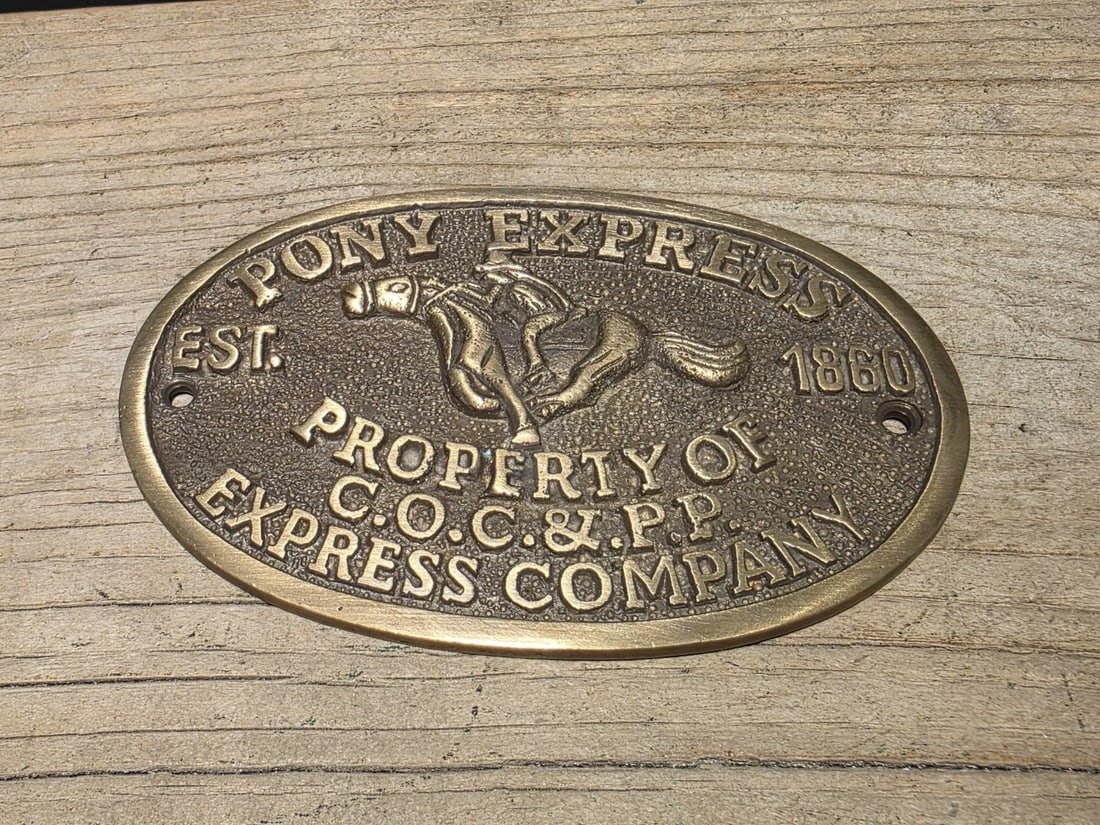 PONY EXPRESS
EST. 1860
PROPERTY OF
C.O.C.&.P.P.
EXPRESS COMPANY